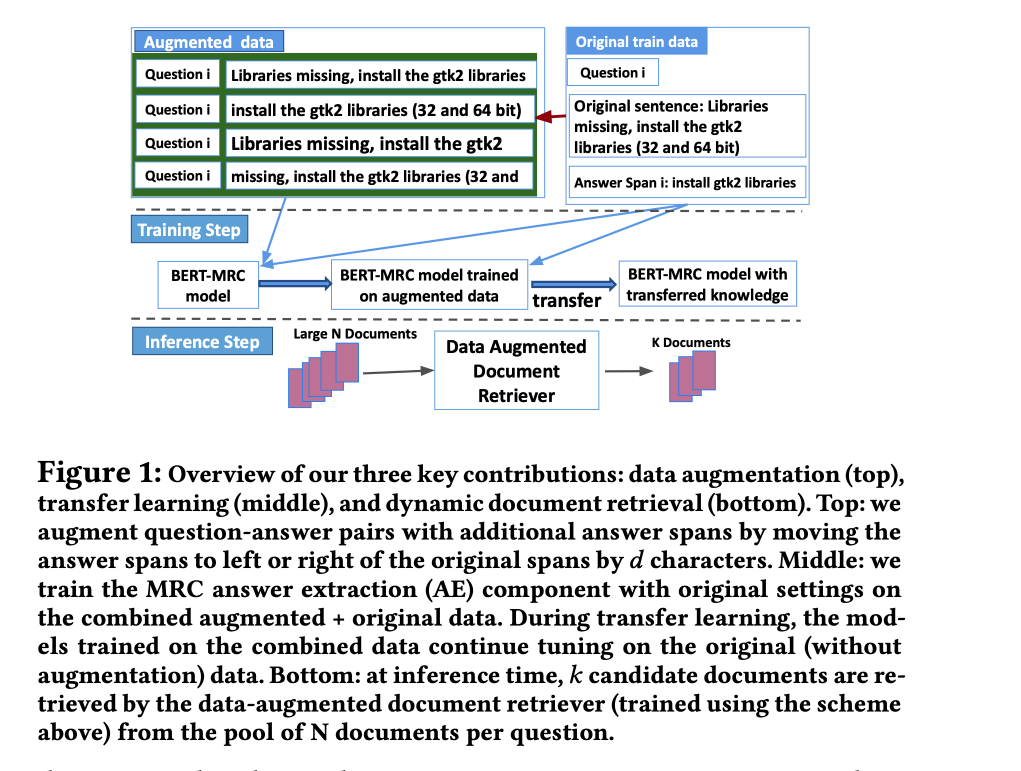 Augmented data
Question i
Libraries missing, install the gtk2 libraries
Question i
install the gtk2 libraries (32 and 64 bit)
Question i
Libraries missing, install the gtk2
Question i
missing, install the gtk2 libraries (32 and
Original train data
Question i
Original sentence: Libraries
missing, install the gtk2
libraries (32 and 64 bit)
Answer Span i: install gtk2 libraries
Training Step
BERT-MRC
model
BERT-MRC model trained
on augmented data
transfer
BERT-MRC model with
transferred knowledge
Inference Step
Large N Documents
Data Augmented
Document
Retriever
K Documents
Figure 1: Overview of our three key contributions: data augmentation (top),
transfer learning (middle), and dynamic document retrieval (bottom). Top: we
augment question-answer pairs with additional answer spans by moving the
answer spans to left or right of the original spans by d characters. Middle: we
train the MRC answer extraction (AE) component with original settings on
the combined augmented + original data. During transfer learning, the mod-
els trained on the combined data continue tuning on the original (without
augmentation) data. Bottom: at inference time, k candidate documents are re-
trieved by the data-augmented document retriever (trained using the scheme
above) from the pool of N documents per question.